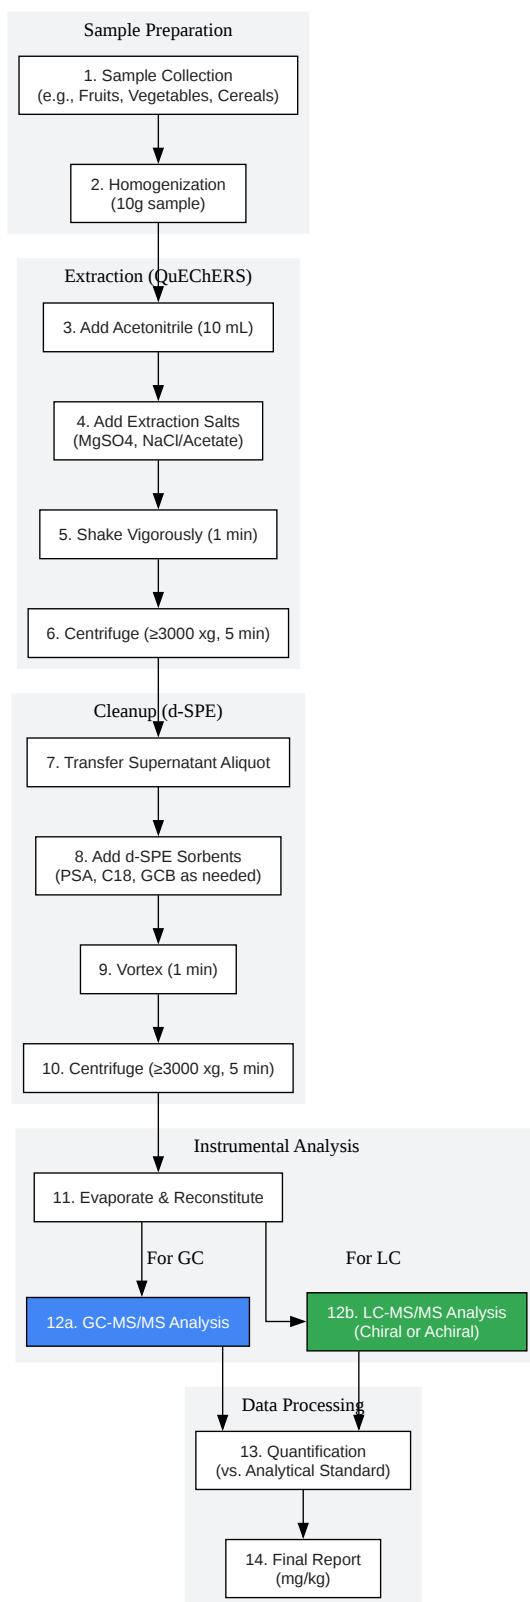 Sample Preparation
1. Sample Collection
(e.g., Fruits, Vegetables, Cereals)
2. Homogenization
(10g sample)
Extraction (QuEChERS)
3. Add Acetonitrile (10 mL)
4. Add Extraction Salts
(MgSO4, NaCl/Acetate)
5. Shake Vigorously (1 min)
6. Centrifuge (≥3000 xg, 5 min)
Cleanup (d-SPE)
7. Transfer Supernatant Aliquot
8. Add d-SPE Sorbents
(PSA, C18, GCB as needed)
9. Vortex (1 min)
10. Centrifuge (≥3000 xg, 5 min)
Instrumental Analysis
11. Evaporate & Reconstitute
For GC
For LC
12a. GC-MS/MS Analysis
12b. LC-MS/MS Analysis
(Chiral or Achiral)
Data Processing
13. Quantification
(vs. Analytical Standard)
14. Final Report
(mg/kg)